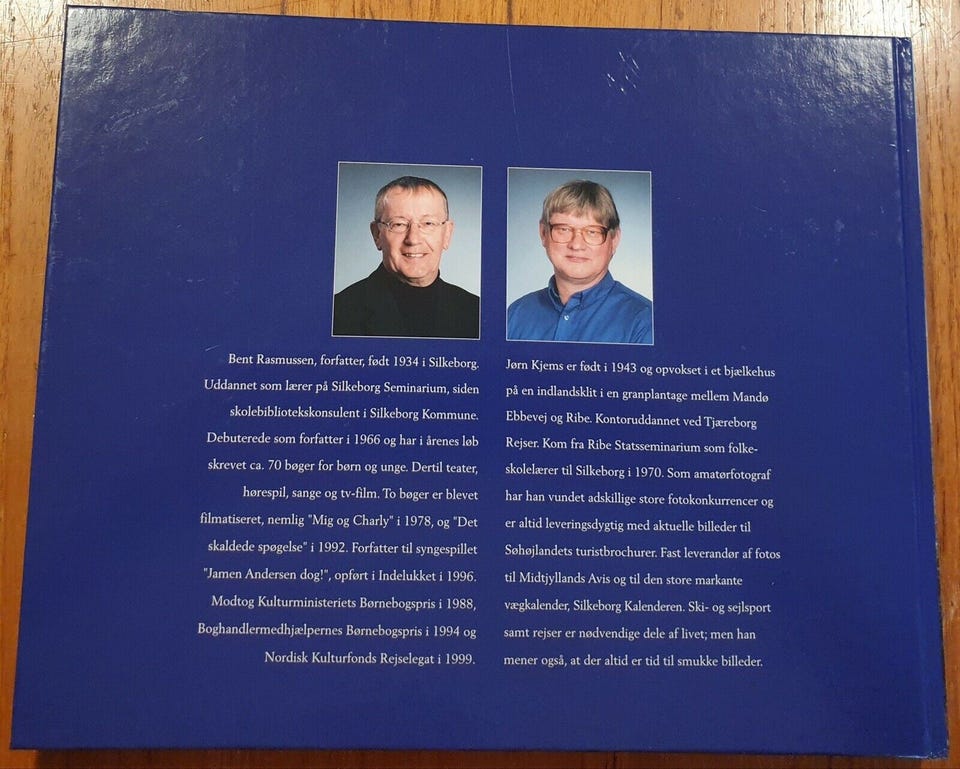 Bent Rasmussen, forfatter, født 1934 i Silkeborg.
Uddannet som lærer på Silkeborg Seminarium, siden
skolebibliotekskonsulent i Silkeborg Kommune.
Debuterede som forfatter i 1966 og har i årenes løb
skrevet ca. 70 bøger for børn og unge. Dertil teater,
hørespil, sange og tv-film. To bøger er blevet
filmatiseret, nemlig "Mig og Charly" i 1978, og "Det
skaldede spøgelse" i 1992. Forfatter til syngespillet
"Jamen Andersen dog!", opført i Indelukket i 1996.
Modtog Kulturministeriets Børnebogspris i 1988,
Boghandlermedhjælpernes Børnebogspris i 1994 og
Nordisk Kulturfonds Rejselegat i 1999.
Jørn Kjems er født i 1943 og opvokset i et bjælkehus
på en indlandsklit i en granplantage mellem Mandø
Ebbevej og Ribe. Kontoruddannet ved Tjæreborg
Rejser. Kom fra Ribe Statsseminarium som folke-
skolelærer til Silkeborg i 1970. Som amatørfotograf
har han vundet adskillige store fotokonkurrencer og
er altid leveringsdygtig med aktuelle billeder til
Søhøjlandets turistbrochurer. Fast leverandør af fotos
til Midtjyllands Avis og til den store markante
vægkalender, Silkeborg Kalenderen. Ski- og sejlsport
samt rejser er nødvendige dele af livet; men han
mener også, at der altid er tid til smukke billeder.